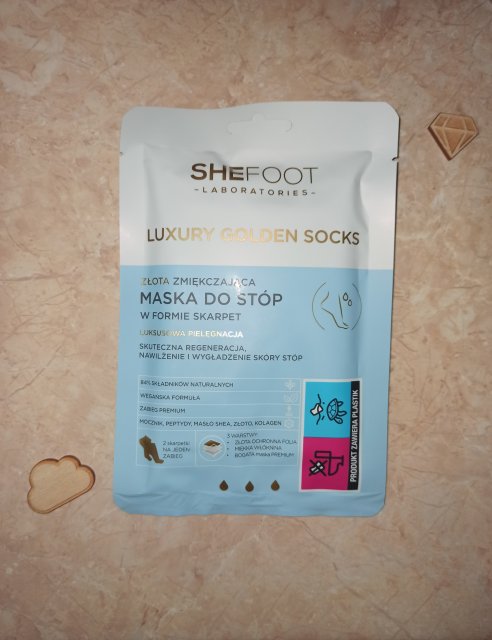 SHEFOOT
-LABORATORIES-
LUXURY GOLDEN SOCKS
ZŁOTA ZMIĘKCZAJĄCA
MASKA DO STÓP
W FORMIE SKARPET
LUKSUSOWA PIELĘGNACJA
SKUTECZNA REGENERACJA,
NAWILŻENIE I WYGŁADZENIE SKÓRY STÓP
84% SKŁADNIKÓW NATURALNYCH
WEGAŃSKA FORMUŁA
ZABIEG PREMIUM
MOCZNIK, PEPTYDY, MASŁO SHEA, ZŁOTO, KOLAGEN
2 skarpetki
NA JEDEN
ZABIEG
3 WARSTWY:
• ZŁOTA OCHRONNA FOLIA
• MIĘKKA WŁÓKNINA
• BOGATA maska PREMIUM
PRODUKT ZAWIERA PLASTIK